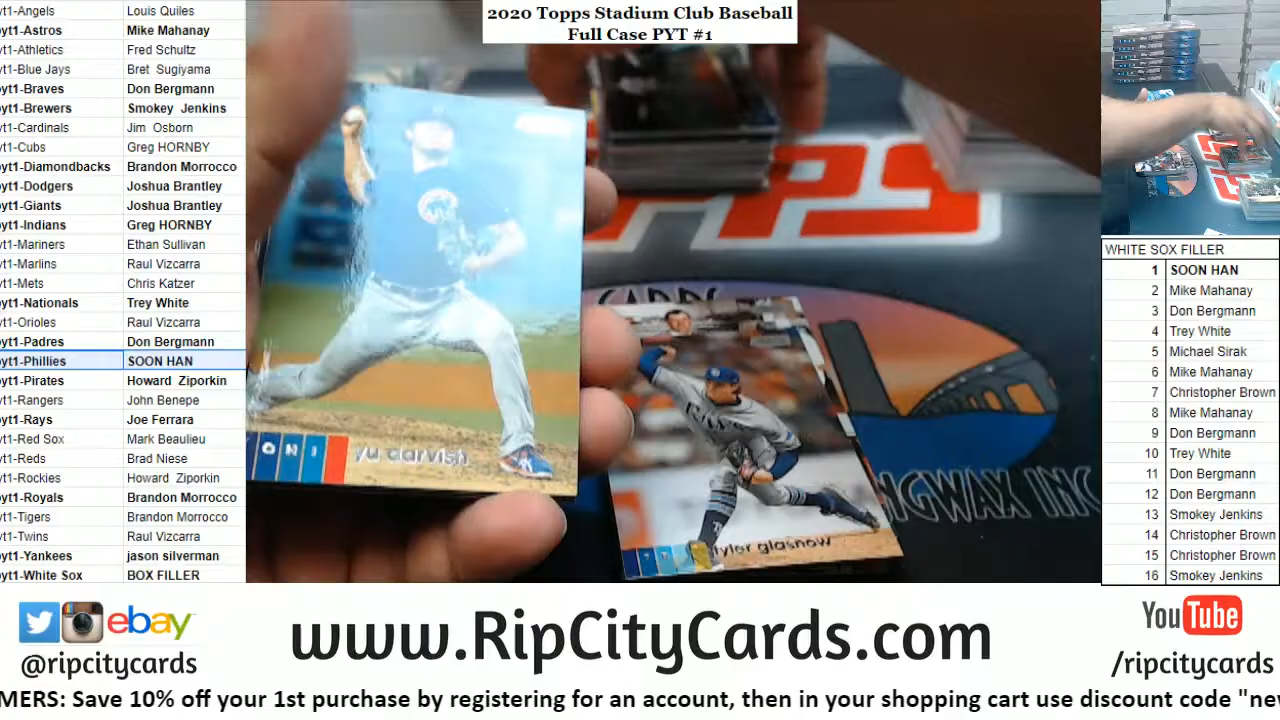 2020 Topps Stadium Club Baseball
Full Case PYT #1
yt1-Angels Louis Quiles
yt1-Astros Mike Mahanay
yt1-Athletics Fred Schultz
yt1-Blue Jays Bret Sugiyama
yt1-Braves Don Bergmann
yt1-Brewers Smokey Jenkins
yt1-Cardinals Jim Osborn
yt1-Cubs Greg HORNBY
yt1-Diamondbacks Brandon Morrocco
yt1-Dodgers Joshua Brantley
yt1-Giants Joshua Brantley
yt1-Indians Greg HORNBY
yt1-Mariners Ethan Sullivan
yt1-Marlins Raul Vizcarra
yt1-Mets Chris Katzer
yt1-Nationals Trey White
yt1-Orioles Raul Vizcarra
yt1-Padres Don Bergmann
yt1-Phillies SOON HAN
yt1-Pirates Howard Ziporkin
yt1-Rangers John Benepe
yt1-Rays Joe Ferrara
yt1-Red Sox Mark Beaulieu
yt1-Reds Brad Niese
yt1-Rockies Howard Ziporkin
yt1-Royals Brandon Morrocco
yt1-Tigers Brandon Morrocco
yt1-Twins Raul Vizcarra
yt1-Yankees jason silverman
yt1-White Sox BOX FILLER
yu darvish
tyler glasnow
NGWAX INC
WHITE SOX FILLER
1 SOON HAN
2 Mike Mahanay
3 Don Bergmann
4 Trey White
5 Michael Sirak
6 Mike Mahanay
7 Christopher Brown
8 Mike Mahanay
9 Don Bergmann
10 Trey White
11 Don Bergmann
12 Don Bergmann
13 Smokey Jenkins
14 Christopher Brown
15 Christopher Brown
16 Smokey Jenkins
ebay
@ripcitycards
www.RipCityCards.com
YouTube
/ripcitycards
MERS: Save 10% off your 1st purchase by registering for an account, then in your shopping cart use discount code "new